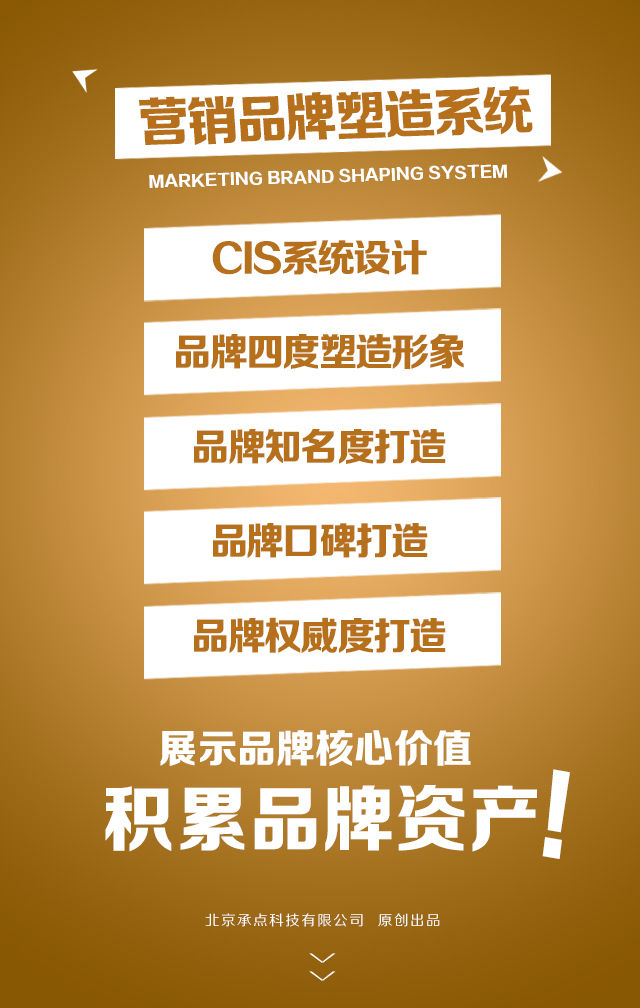 营销品牌塑造系统
MARKETING BRAND SHAPING SYSTEM
CIS系统设计
品牌四度塑造形象
品牌知名度打造
品牌口碑打造
品牌权威度打造
展示品牌核心价值
积累品牌资产!
北京承点科技有限公司 原创出品